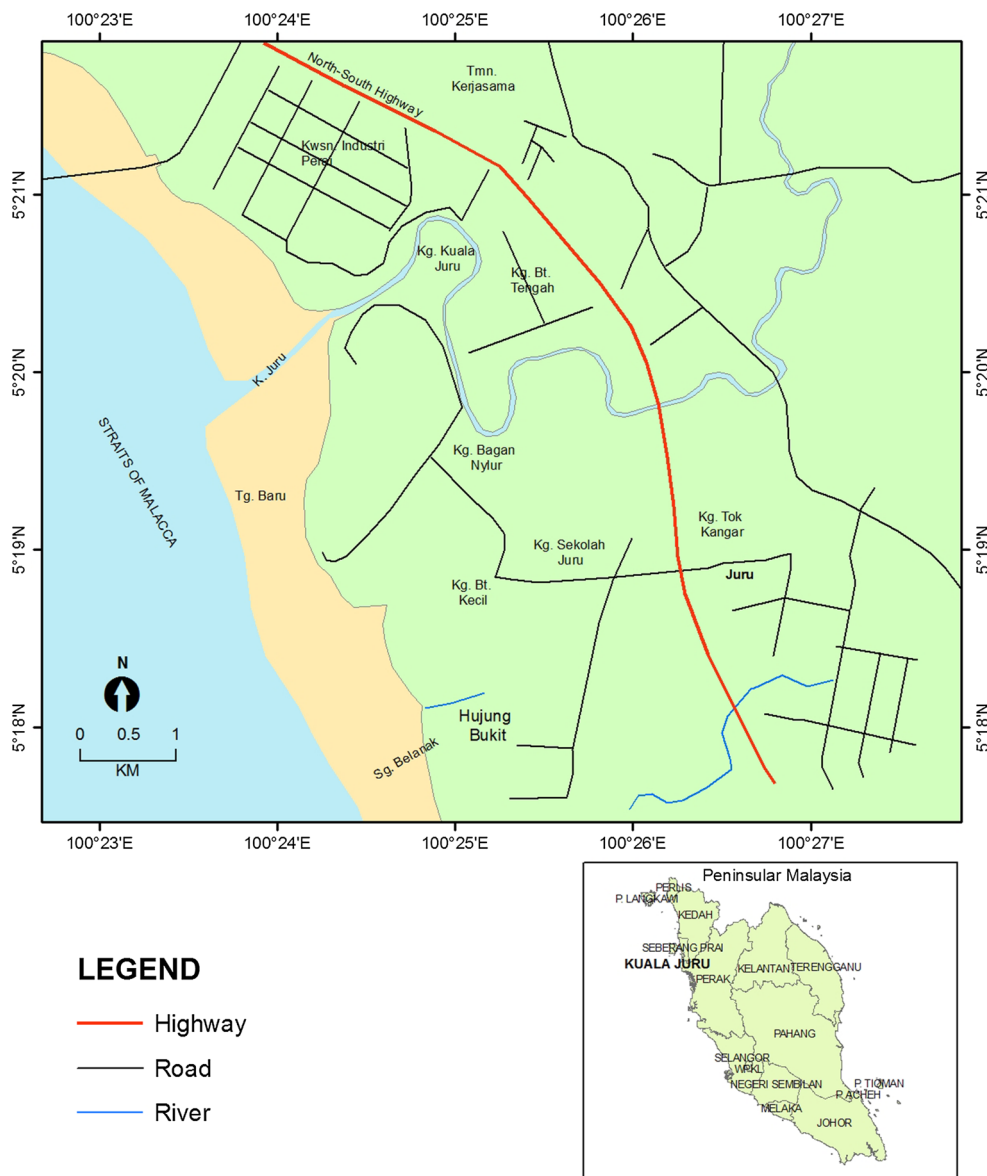 100°23'E
100°24'E
100°25'E
100°26'E
100°27'E
5°21'N
5°20'N
5°19'N
5°18'N
5°21'N
5°20'N
5°19'N
5°18'N
North-South Highway
Tmn.
Kerjasama
Kwsn. Industri
Perai
Kg. Kuala
Juru
Kg. Bt.
Tengah
K. Juru
STRAITS OF MALACCA
Kg. Bagan
Nylur
Tg. Baru
Kg. Tok
Kangar
Kg. Sekolah
Juru
Juru
Kg. Bt.
Kecil
N
0 0.5 1
KM
Hujung
Bukit
Sg. Belanak
100°23'E
100°24'E
100°25'E
100°26'E
100°27'E
LEGEND
Highway
Road
River
Peninsular Malaysia
PERLIS
P. LANGKAWI
KEDAH
SEBERANG PRAI
KUALA JURU
PERAK
KELANTAN
TERENGGANU
PAHANG
SELANGOR
NEGERI SEMBILAN
P. TIOMAN
P. ACHEH
MELAKA
JOHOR